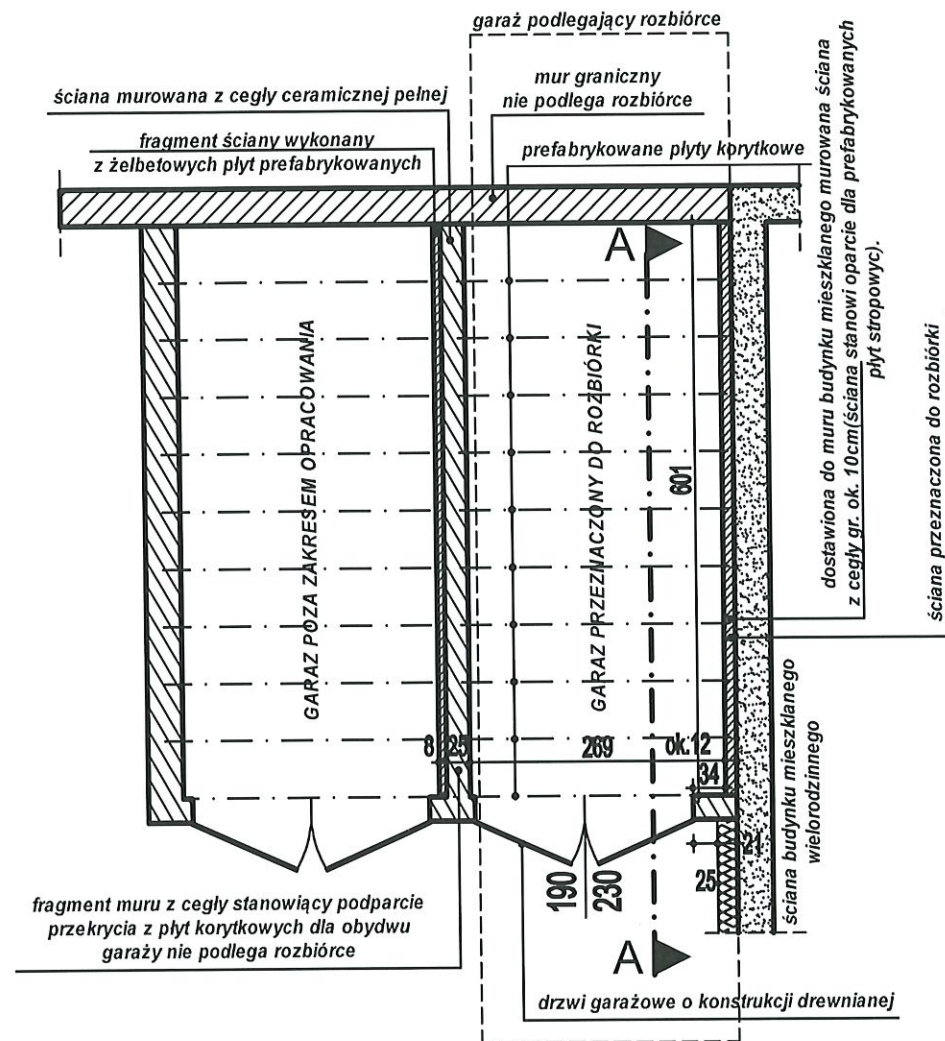 garaż podlegający rozbiórce
mur graniczny
nie podlega rozbiórce
ściana murowana z cegły ceramicznej pełnej
fragment ściany wykonany
z żelbetowych płyt prefabrykowanych
prefabrykowane płyty korytkowe
dostawiona do muru budynku mieszklanego murowana ściana
z cegły gr. ok. 10cm(ściana stanowi oparcie dla prefabrykowanych
płyt stropowyc).
ściana przeznaczona do rozbiórki
A
GARAZ POZA ZAKRESEM OPRACOWANIA
GARAZ PRZEZNACZONY DO ROZBIÓRKI
601
8
25
269
ok.12
34
21
25
ściana budynku mieszklanego
wielorodzinnego
190
230
A
fragment muru z cegły stanowiący podparcie
przekrycia z płyt korytkowych dla obydwu
garaży nie podlega rozbiórce
drzwi garażowe o konstrukcji drewnianej